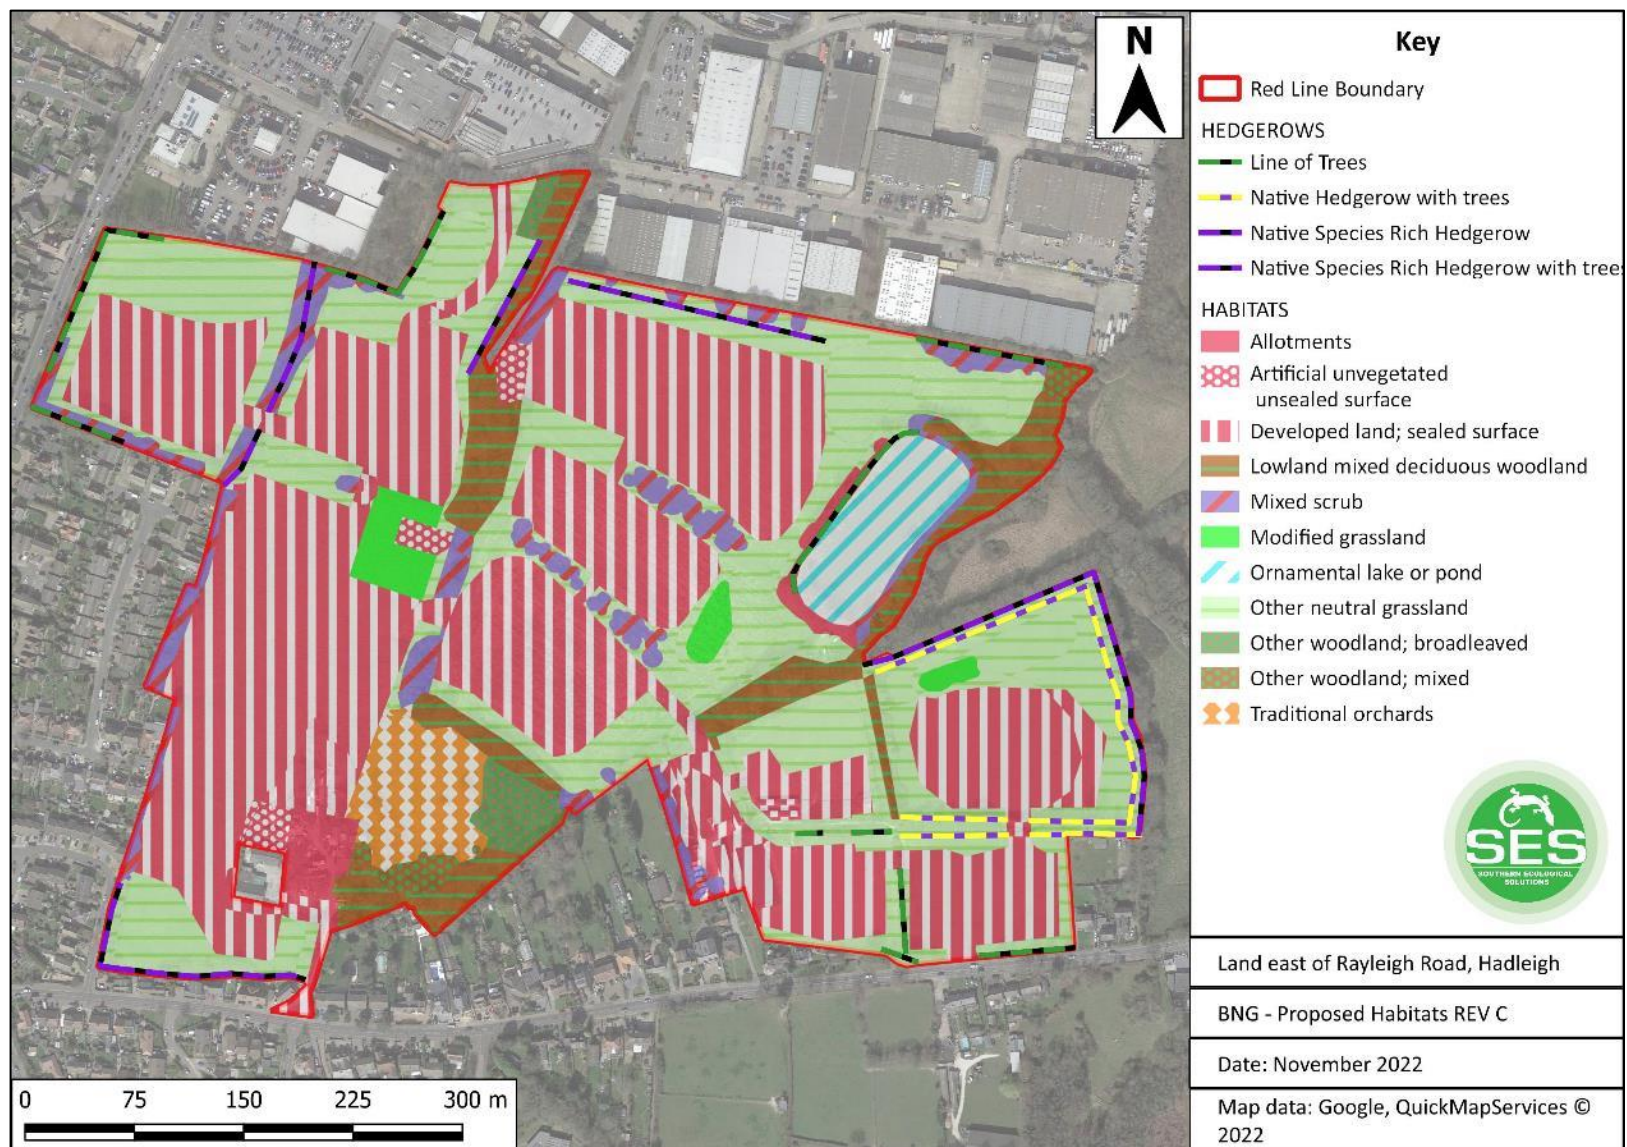 N
Key
Red Line Boundary
HEDGEROWS
Line of Trees
Native Hedgerow with trees
Native Species Rich Hedgerow
Native Species Rich Hedgerow with trees
HABITATS
Allotments
Artificial unvegetated
unsealed surface
Developed land; sealed surface
Lowland mixed deciduous woodland
Mixed scrub
Modified grassland
Ornamental lake or pond
Other neutral grassland
Other woodland; broadleaved
Other woodland; mixed
Traditional orchards
SES
SOUTHERN ECOLOGICAL
SOLUTIONS
Land east of Rayleigh Road, Hadleigh
BNG - Proposed Habitats REV C
Date: November 2022
Map data: Google, QuickMapServices ©
2022
0 75 150 225 300 m